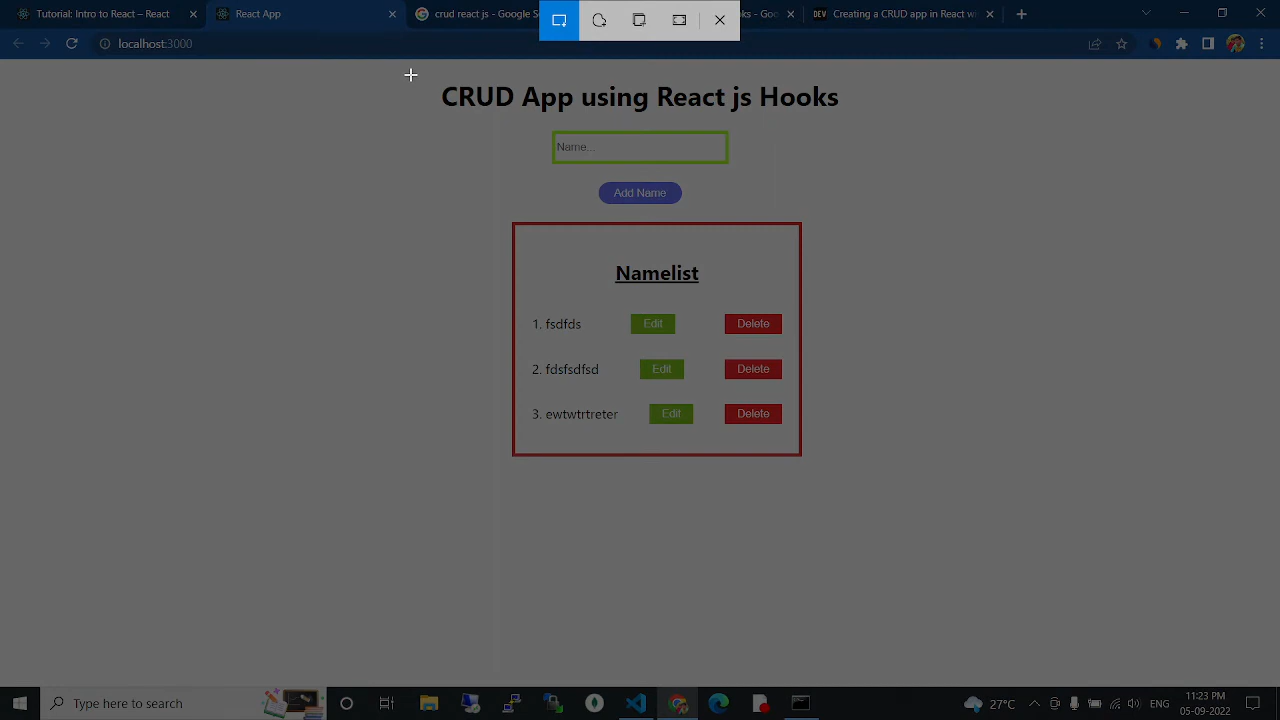 Tutorial: Intro to React – React
React App
crud react js - Google S
ks - Goo
DEV Creating a CRUD app in React w
localhost:3000
CRUD App using React js Hooks
Name...
Add Name
Namelist
1. fsdfds Edit Delete
2. fdsfsdfsd Edit Delete
3. ewtwtrtreter Edit Delete
Type here to search
27°C
ENG
11:23 PM
05-09-2022